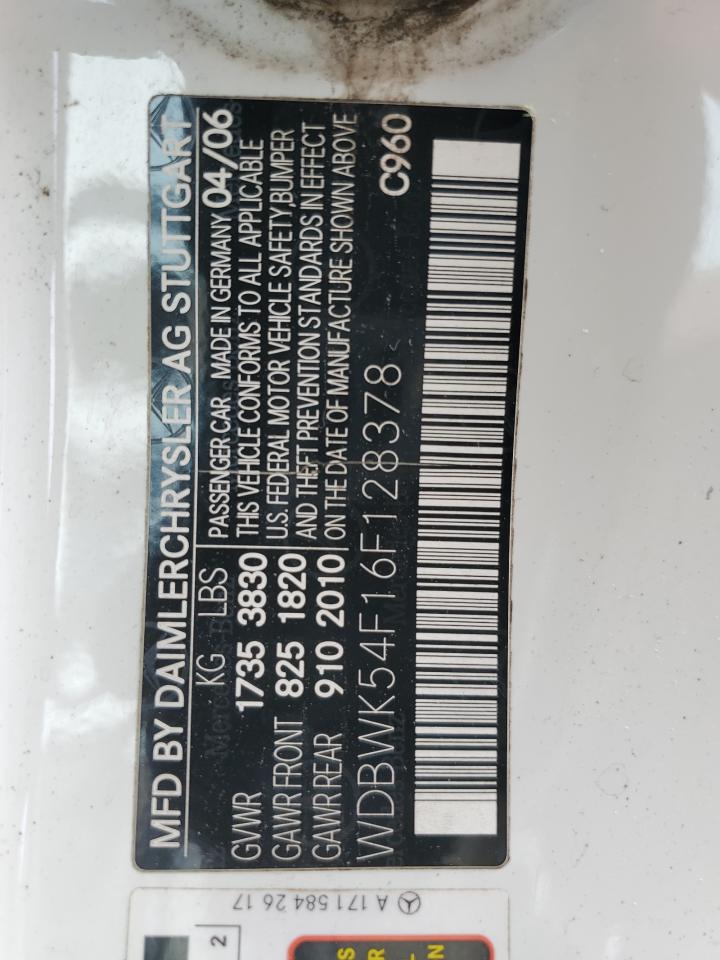 MFD BY DAIMLERCHRYSLER AG STUTTGART
KG LBS PASSENGER CAR MADE IN GERMANY 04/06
GVWR 1735 3830 THIS VEHICLE CONFORMS TO ALL APPLICABLE
GAWR FRONT 825 1820 U.S. FEDERAL MOTOR VEHICLE SAFETY, BUMPER
GAWR REAR 910 2010 AND THEFT PREVENTION STANDARDS IN EFFECT
ON THE DATE OF MANUFACTURE SHOWN ABOVE
WDBWK54F16F128378
C960
A 171 584 26 17
2